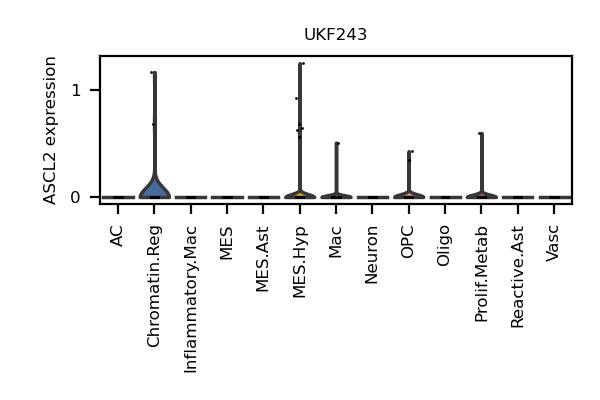 UKF243
ASCL2 expression
1
0
AC
Chromatin.Reg
Inflammatory.Mac
MES
MES.Ast
MES.Hyp
Mac
Neuron
OPC
Oligo
Prolif.Metab
Reactive.Ast
Vasc